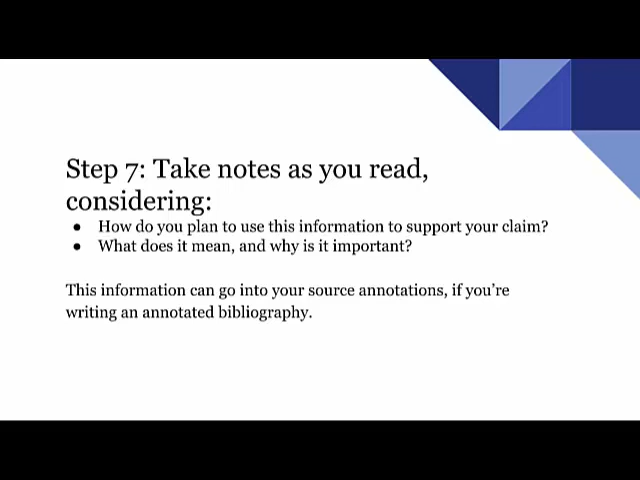 Step 7: Take notes as you read,
considering:
● How do you plan to use this information to support your claim?
● What does it mean, and why is it important?
This information can go into your source annotations, if you're
writing an annotated bibliography.